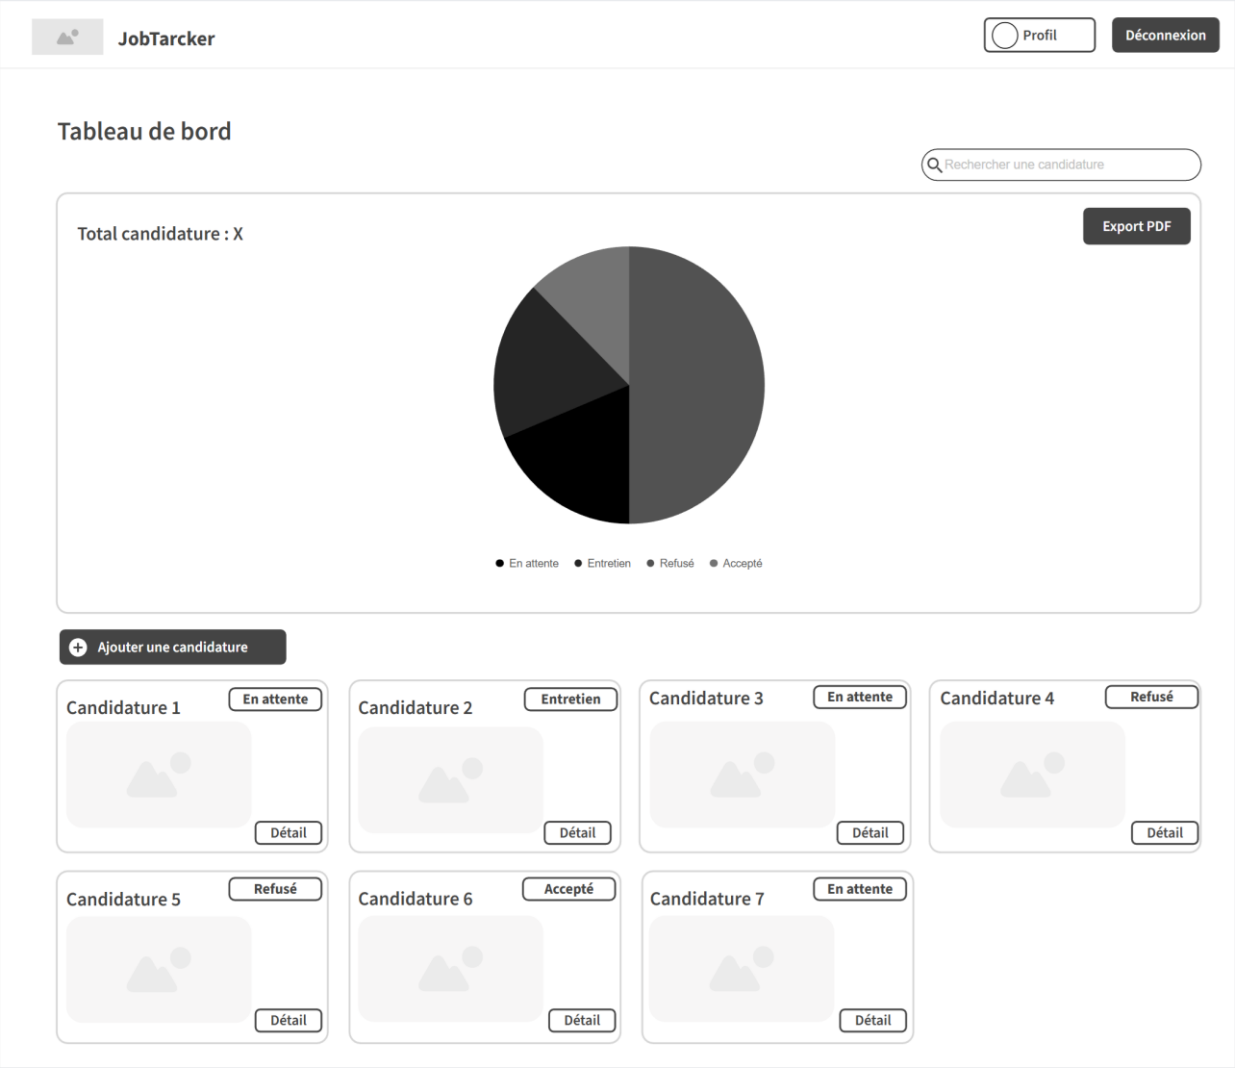 JobTarcker
Profil
Déconnexion
Tableau de bord
Rechercher une candidature
Total candidature : X
Export PDF
En attente
Entretien
Refusé
Accepté
Ajouter une candidature
Candidature 1
En attente
Détail
Candidature 2
Entretien
Détail
Candidature 3
En attente
Détail
Candidature 4
Refusé
Détail
Candidature 5
Refusé
Détail
Candidature 6
Accepté
Détail
Candidature 7
En attente
Détail